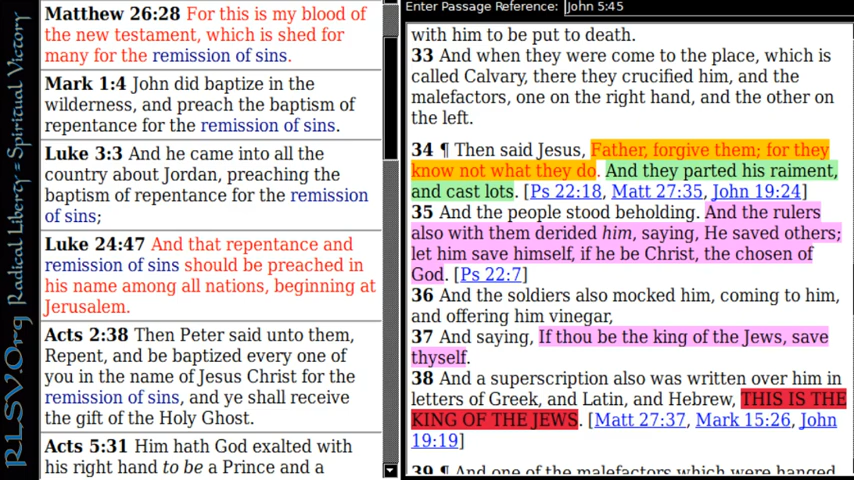 RLSV.Org Radical Liberty = Spiritual Victory
Matthew 26:28 For this is my blood of
the new testament, which is shed for
many for the remission of sins.
Mark 1:4 John did baptize in the
wilderness, and preach the baptism of
repentance for the remission of sins.
Luke 3:3 And he came into all the
country about Jordan, preaching the
baptism of repentance for the remission
of sins;
Luke 24:47 And that repentance and
remission of sins should be preached in
his name among all nations, beginning at
Jerusalem.
Acts 2:38 Then Peter said unto them,
Repent, and be baptized every one of
you in the name of Jesus Christ for the
remission of sins, and ye shall receive
the gift of the Holy Ghost.
Acts 5:31 Him hath God exalted with
his right hand to be a Prince and a
Enter Passage Reference: John 5:45
with him to be put to death.
33 And when they were come to the place, which is
called Calvary, there they crucified him, and the
malefactors, one on the right hand, and the other on
the left.
34 ¶ Then said Jesus, Father, forgive them; for they
know not what they do. And they parted his raiment,
and cast lots. [Ps 22:18, Matt 27:35, John 19:24]
35 And the people stood beholding. And the rulers
also with them derided him, saying, He saved others;
let him save himself, if he be Christ, the chosen of
God. [Ps 22:7]
36 And the soldiers also mocked him, coming to him,
and offering him vinegar,
37 And saying, If thou be the king of the Jews, save
thyself.
38 And a superscription also was written over him in
letters of Greek, and Latin, and Hebrew, THIS IS THE
KING OF THE JEWS. [Matt 27:37, Mark 15:26, John
19:19]
39 And one of the malefactors which were hanged